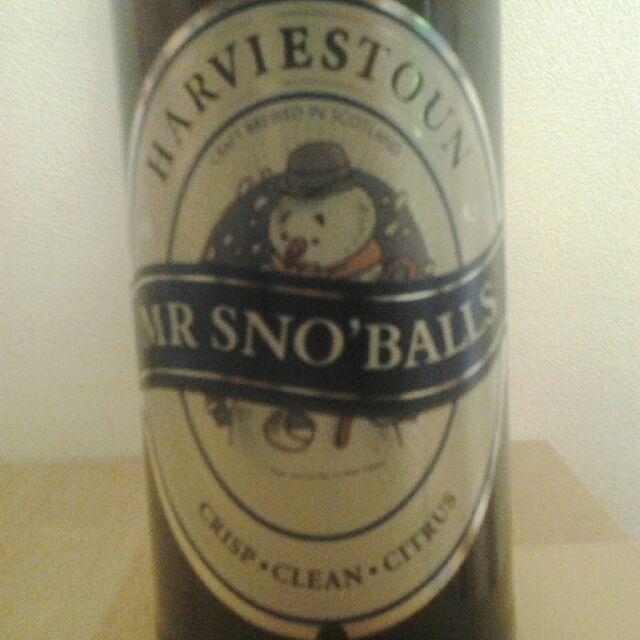 HARVIESTOUN
CRAFT BREWED IN SCOTLAND
MR SNO'BALLS
CRISP • CLEAN • CITRUS